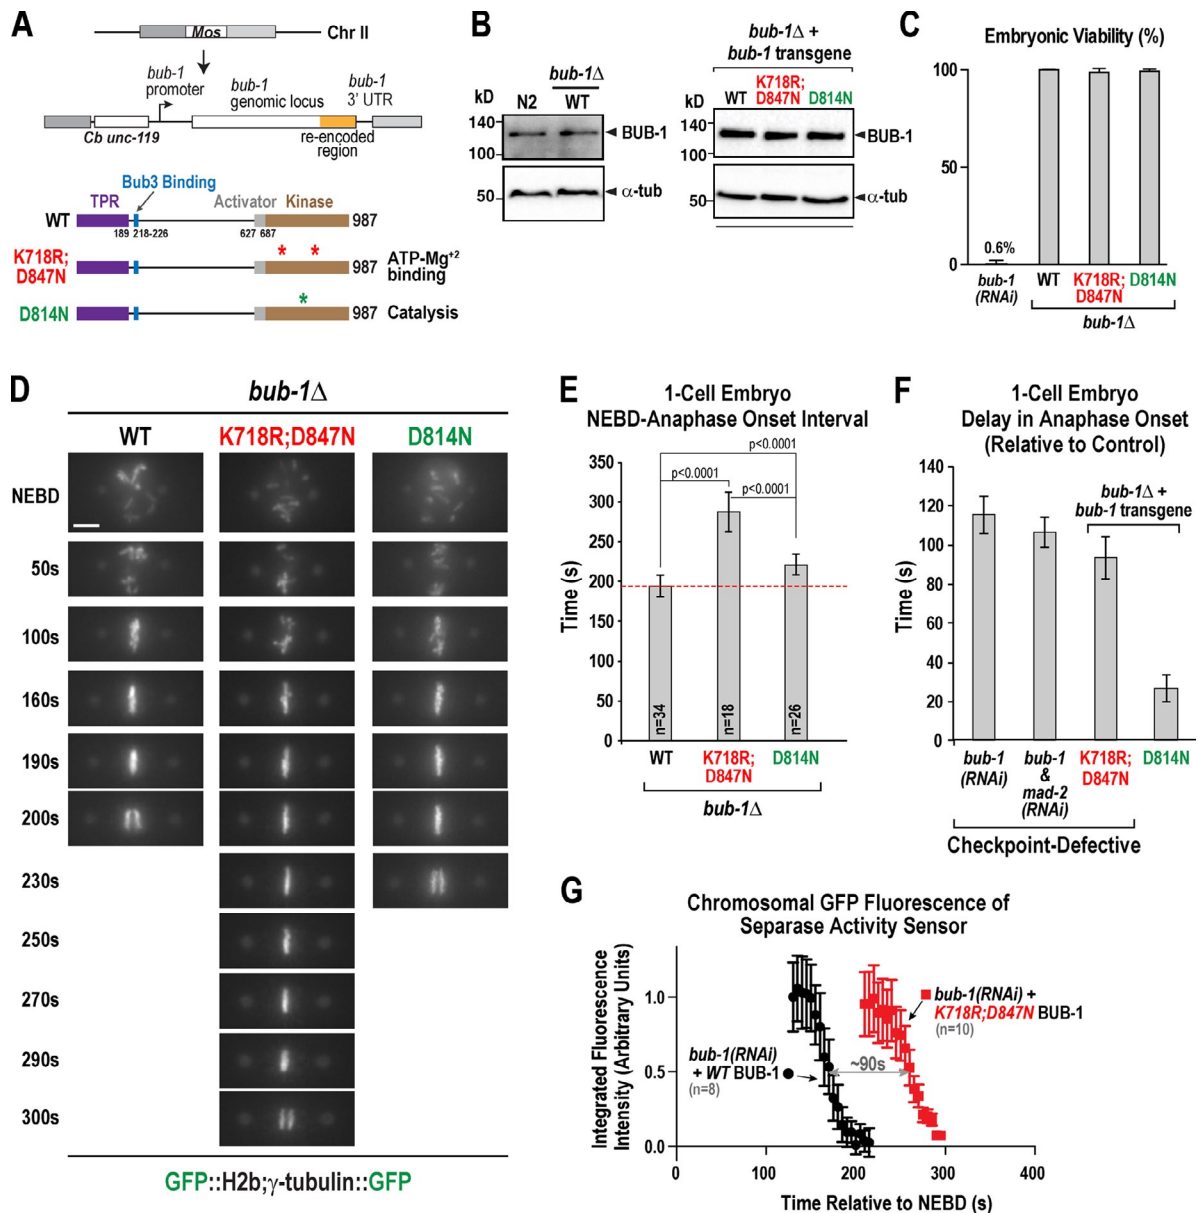 A
Mos
Chr II
bub-1
promoter
bub-1
genomic locus
bub-1
3' UTR
Cb unc-119
re-encoded
region
Bub3 Binding
TPR
Activator
Kinase
WT
987
189
218-226
627
687
K718R;
D847N
987
ATP-Mg+2
binding
D814N
987
Catalysis
B
bub-1Δ
kD
N2
WT
140
100
50
BUB-1
α-tub
bub-1Δ +
bub-1 transgene
kD
WT
K718R;
D847N
D814N
140
100
50
BUB-1
α-tub
C
Embryonic Viability (%)
100
50
0
0.6%
bub-1
(RNAi)
WT
K718R;
D847N
D814N
bub-1Δ
D
bub-1Δ
WT
K718R;D847N
D814N
NEBD
50s
100s
160s
190s
200s
230s
250s
270s
290s
300s
GFP::H2b;γ-tubulin::GFP
E
1-Cell Embryo
NEBD-Anaphase Onset Interval
Time (s)
350
300
250
200
150
100
50
0
p<0.0001
p<0.0001
p<0.0001
n=34
n=18
n=26
WT
K718R;
D847N
D814N
bub-1Δ
F
1-Cell Embryo
Delay in Anaphase Onset
(Relative to Control)
Time (s)
140
120
100
80
60
40
20
0
bub-1Δ +
bub-1 transgene
bub-1
(RNAi)
bub-1
&
mad-2
(RNAi)
K718R;
D847N
D814N
Checkpoint-Defective
G
Chromosomal GFP Fluorescence of
Separase Activity Sensor
Integrated Fluorescence
Intensity (Arbitrary Units)
1.0
0.5
0.0
bub-1(RNAi)
+ WT BUB-1
(n=8)
~90s
bub-1(RNAi) +
K718R;D847N BUB-1
(n=10)
0
100
200
300
400
Time Relative to NEBD (s)